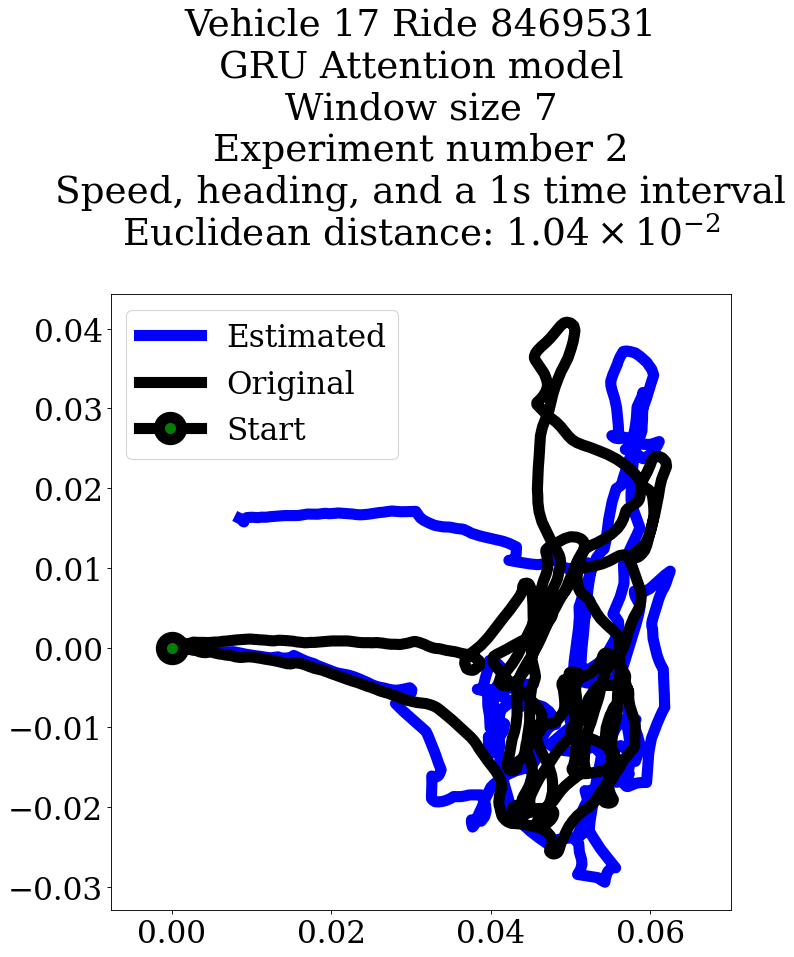 Vehicle 17 Ride 8469531
GRU Attention model
Window size 7
Experiment number 2
Speed, heading, and a 1s time interval
Euclidean distance: 1.04 × 10⁻²
Estimated
Original
Start
0.04
0.03
0.02
0.01
0.00
−0.01
−0.02
−0.03
0.00 0.02 0.04 0.06